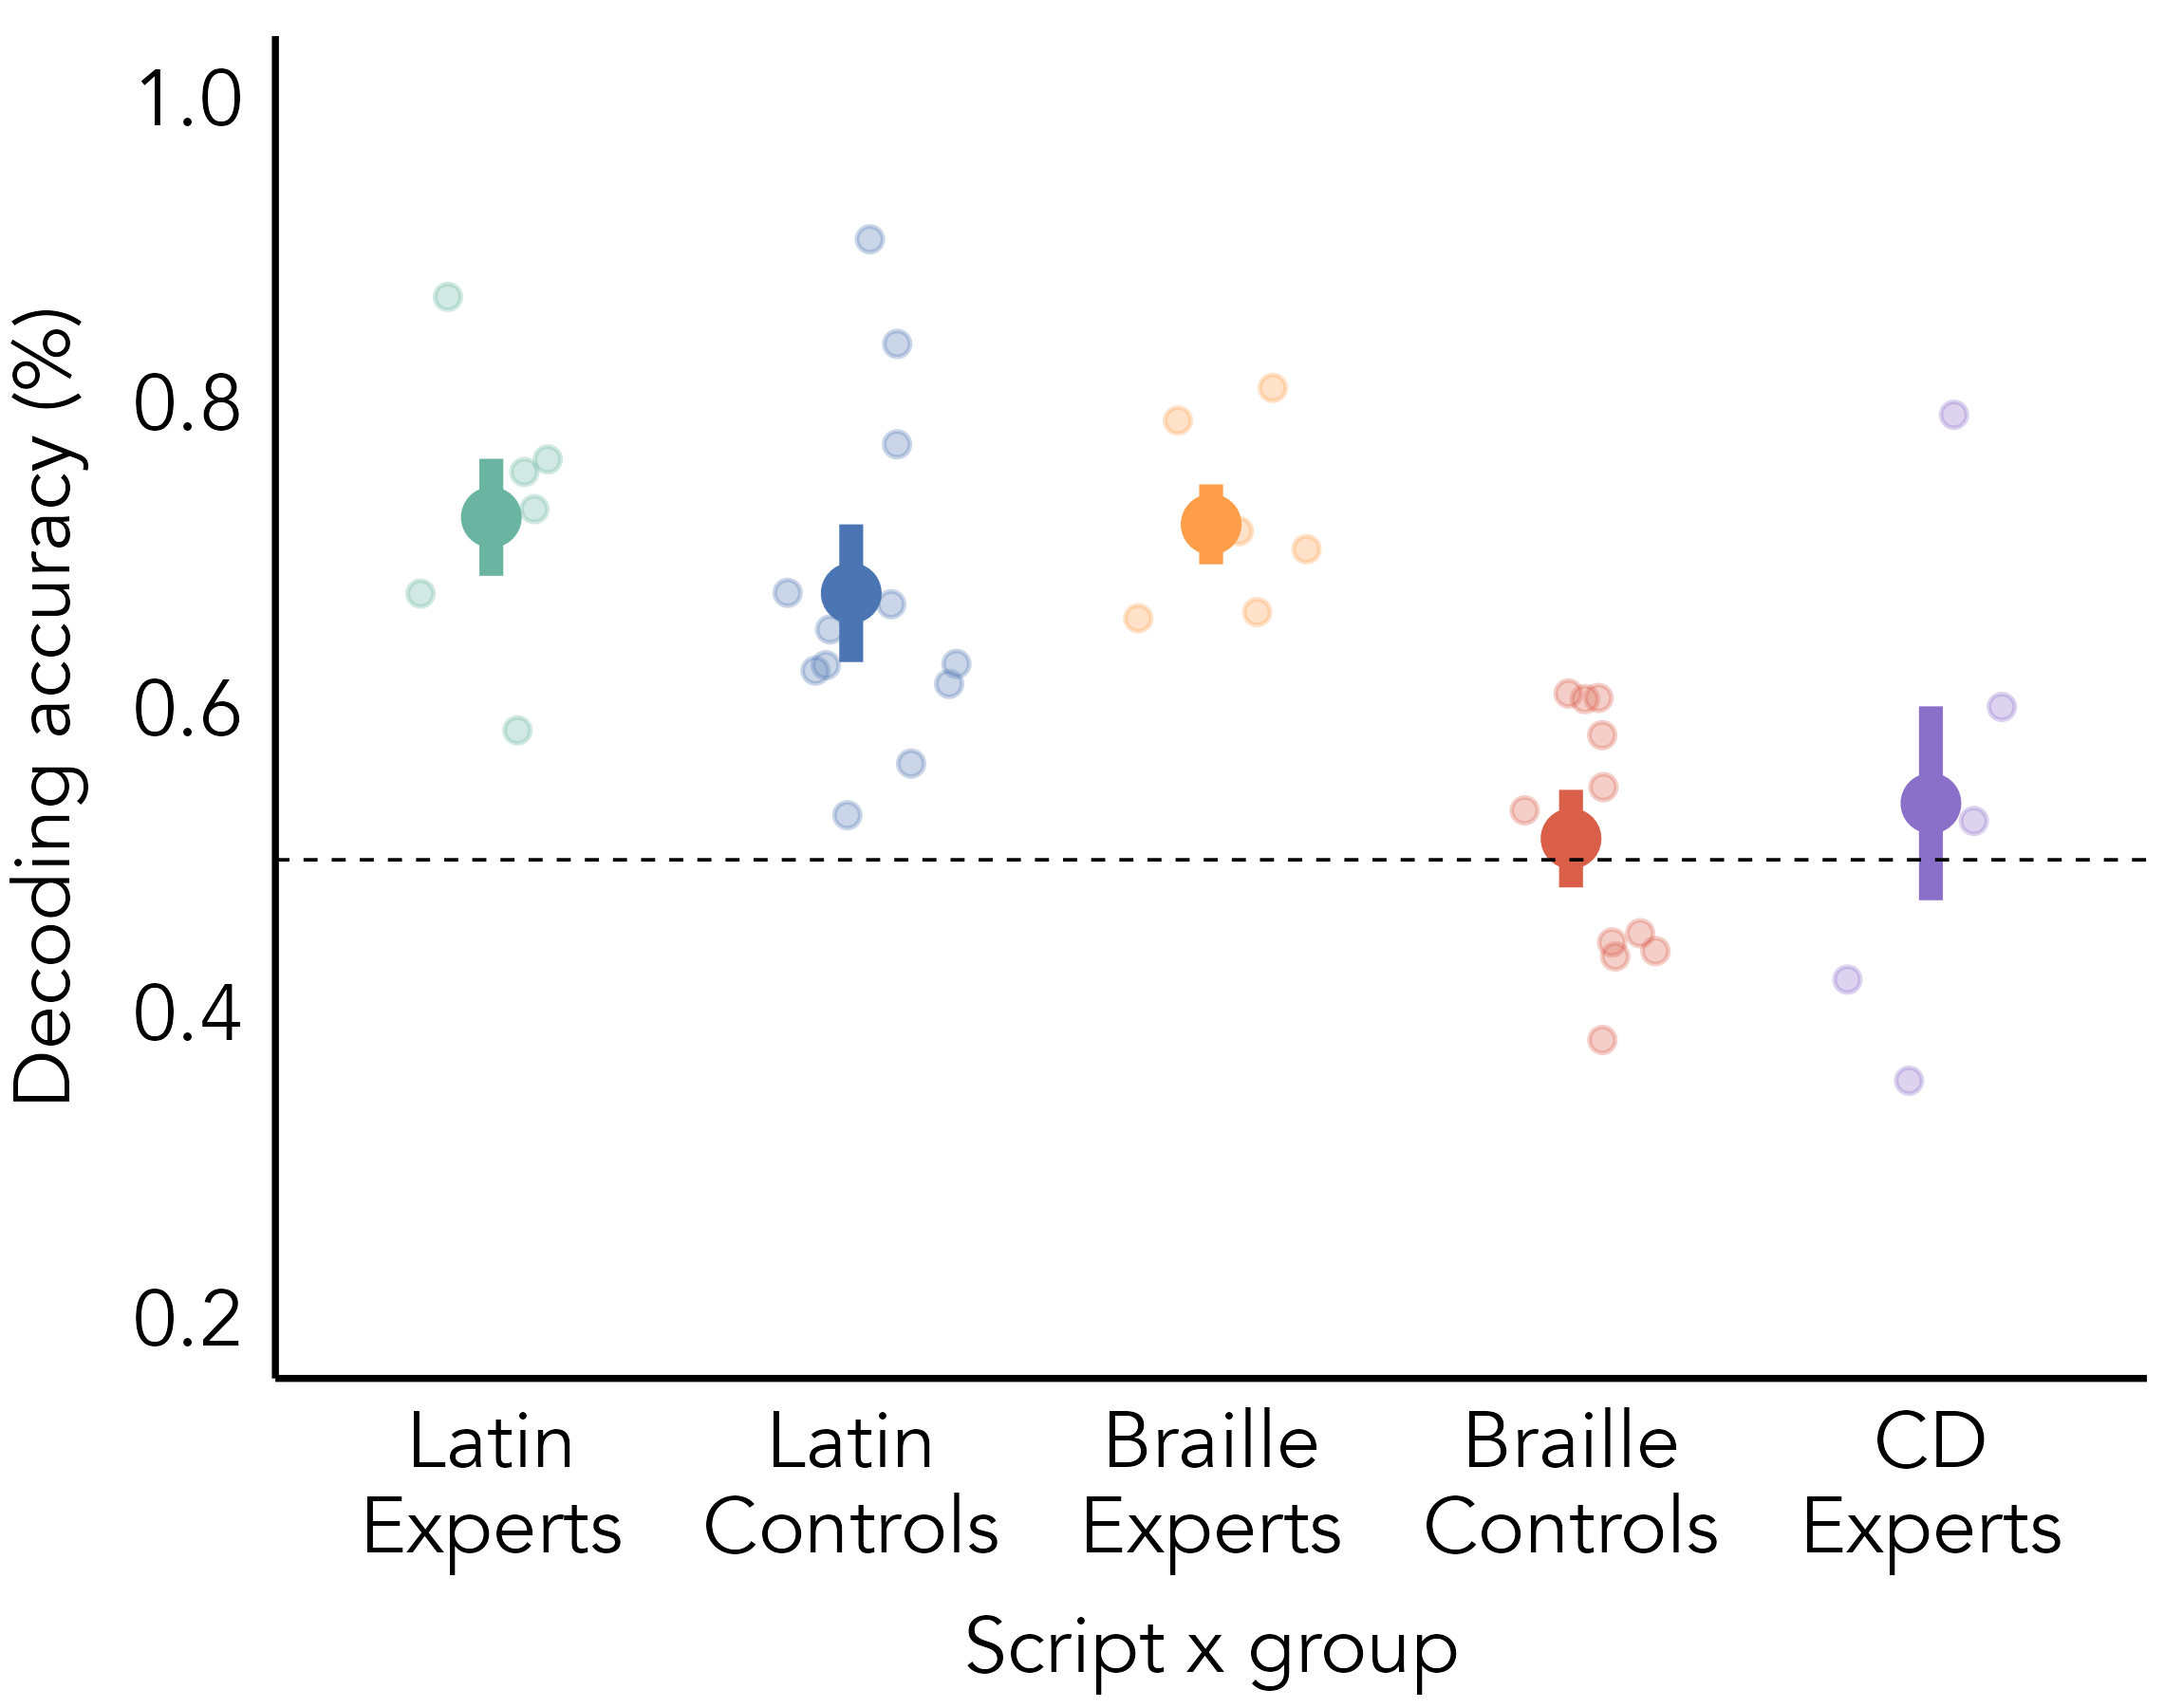 Decoding accuracy (%)
1.0
0.8
0.6
0.4
0.2
Latin
Experts
Latin
Controls
Braille
Experts
Braille
Controls
CD
Experts
Script x group